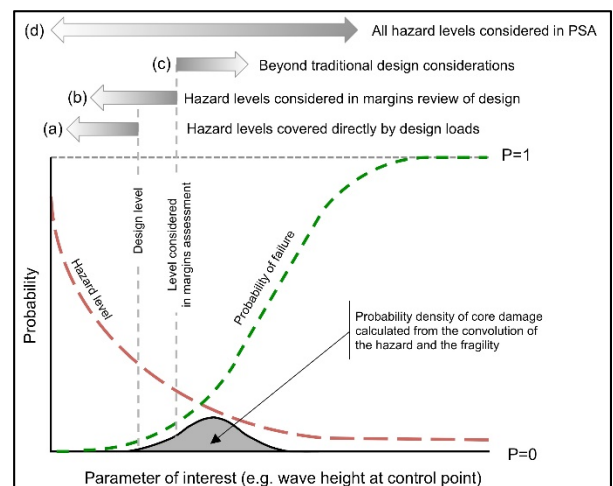 (d)
All hazard levels considered in PSA
(c)
Beyond traditional design considerations
(b)
Hazard levels considered in margins review of design
(a)
Hazard levels covered directly by design loads
P=1
Design level
Level considered
in margins assessment
Hazard level
Probability of failure
Probability
Probability density of core damage
calculated from the convolution of
the hazard and the fragility
P=0
Parameter of interest (e.g. wave height at control point)